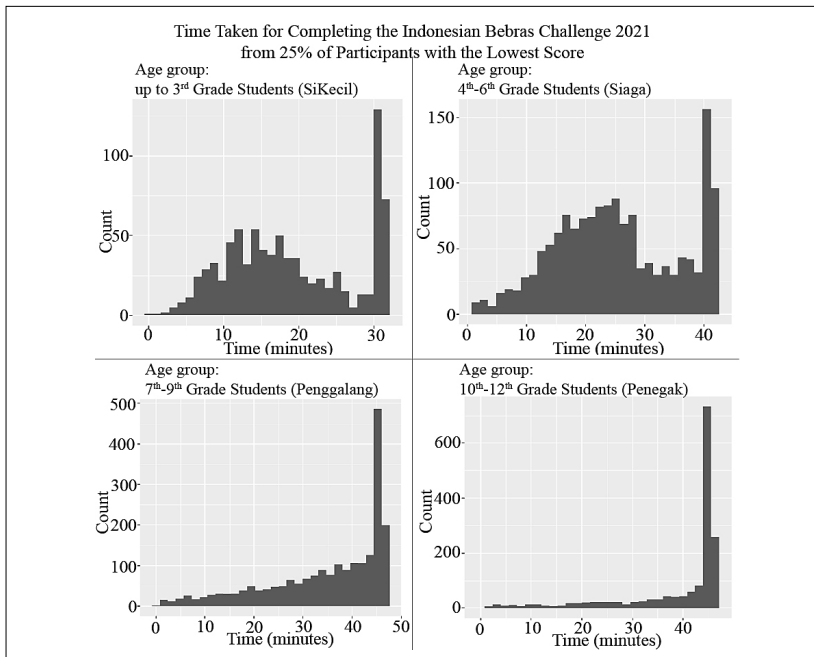 Time Taken for Completing the Indonesian Bebras Challenge 2021
from 25% of Participants with the Lowest Score
Age group:
up to 3rd Grade Students (SiKecil)
100
50
0
Count
0 10 20 30
Time (minutes)
Age group:
4th-6th Grade Students (Siaga)
150
100
50
0
Count
0 10 20 30 40
Time (minutes)
Age group:
7th-9th Grade Students (Penggalang)
500
400
300
200
100
0
Count
0 10 20 30 40 50
Time (minutes)
Age group:
10th-12th Grade Students (Penegak)
600
400
200
0
Count
0 10 20 30 40
Time (minutes)